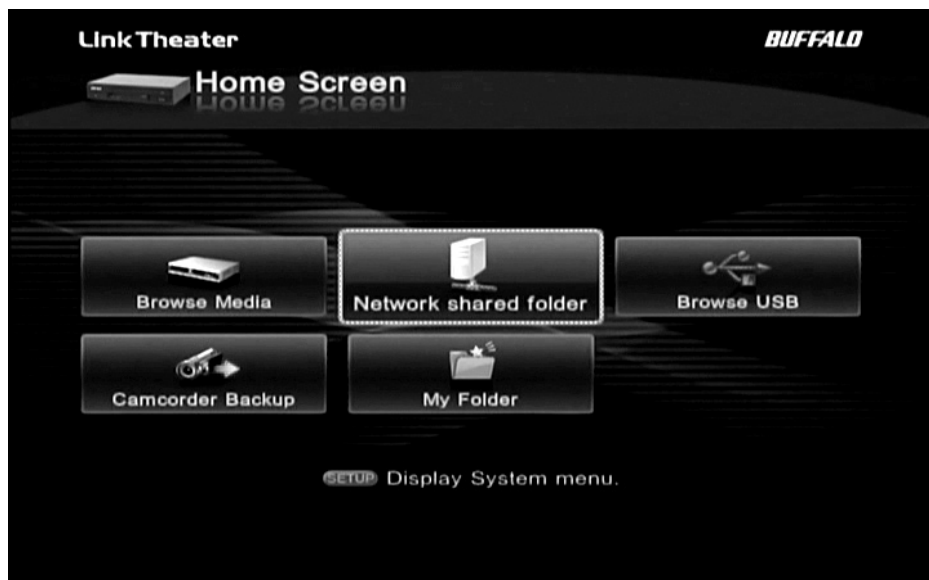 LinkTheater
BUFFALO
Home Screen
Browse Media
Network shared folder
Browse USB
Camcorder Backup
My Folder
SETUP Display System menu.